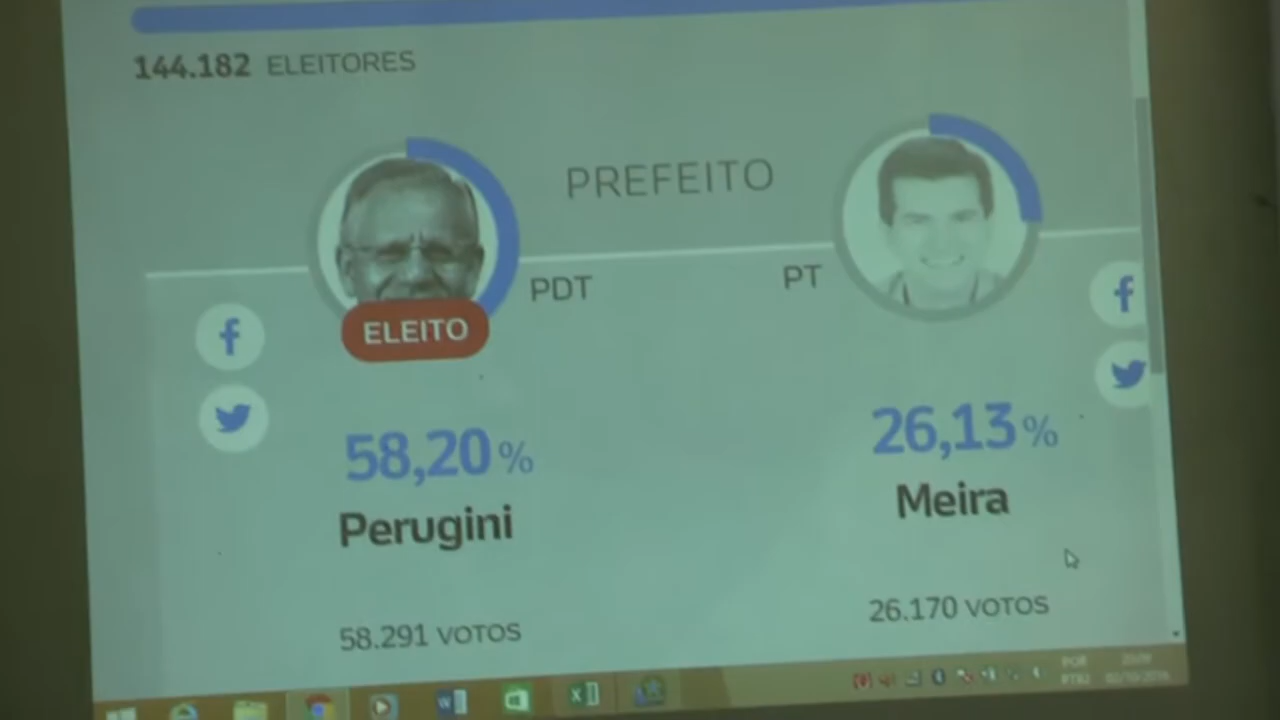 144.182 ELEITORES
PREFEITO
PDT
PT
ELEITO
58,20%
26,13%
Perugini
Meira
58.291 VOTOS
26.170 VOTOS
POR